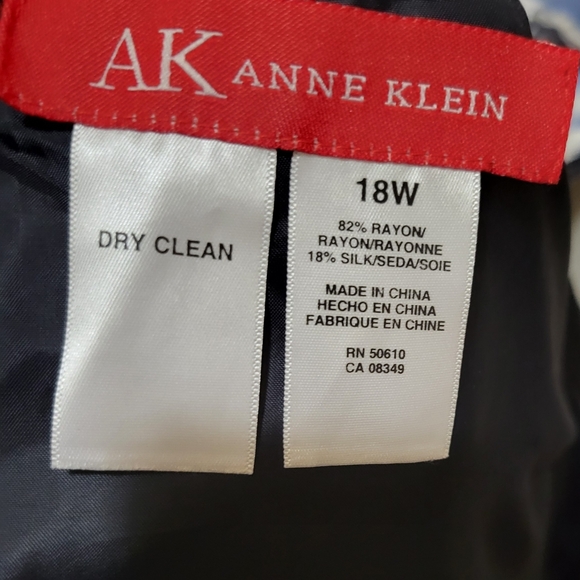 AK ANNE KLEIN
DRY CLEAN
18W
82% RAYON/
RAYON/RAYONNE
18% SILK/SEDA/SOIE
MADE IN CHINA
HECHO EN CHINA
FABRIQUE EN CHINE
RN 50610
CA 08349